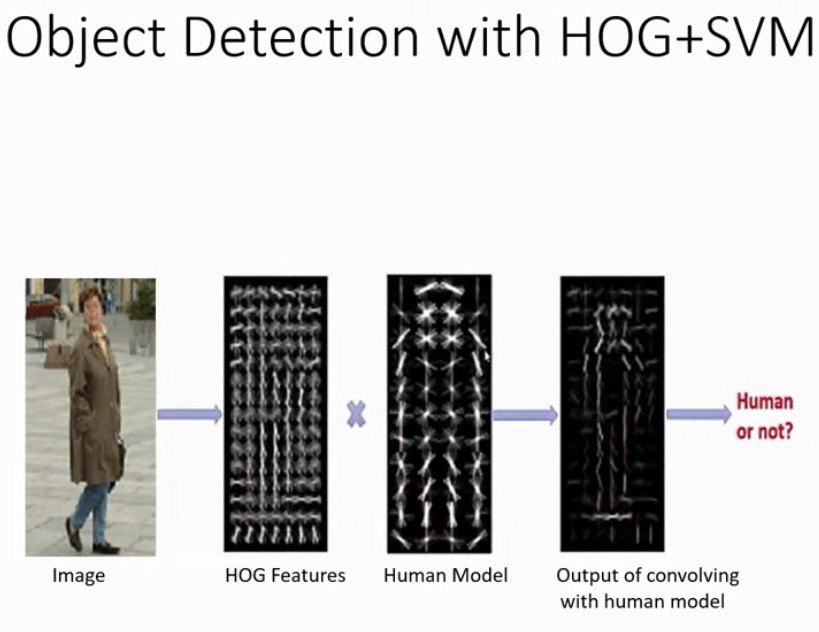 Object Detection with HOG+SVM
Human
or not?
Image
HOG Features
Human Model
Output of convolving
with human model